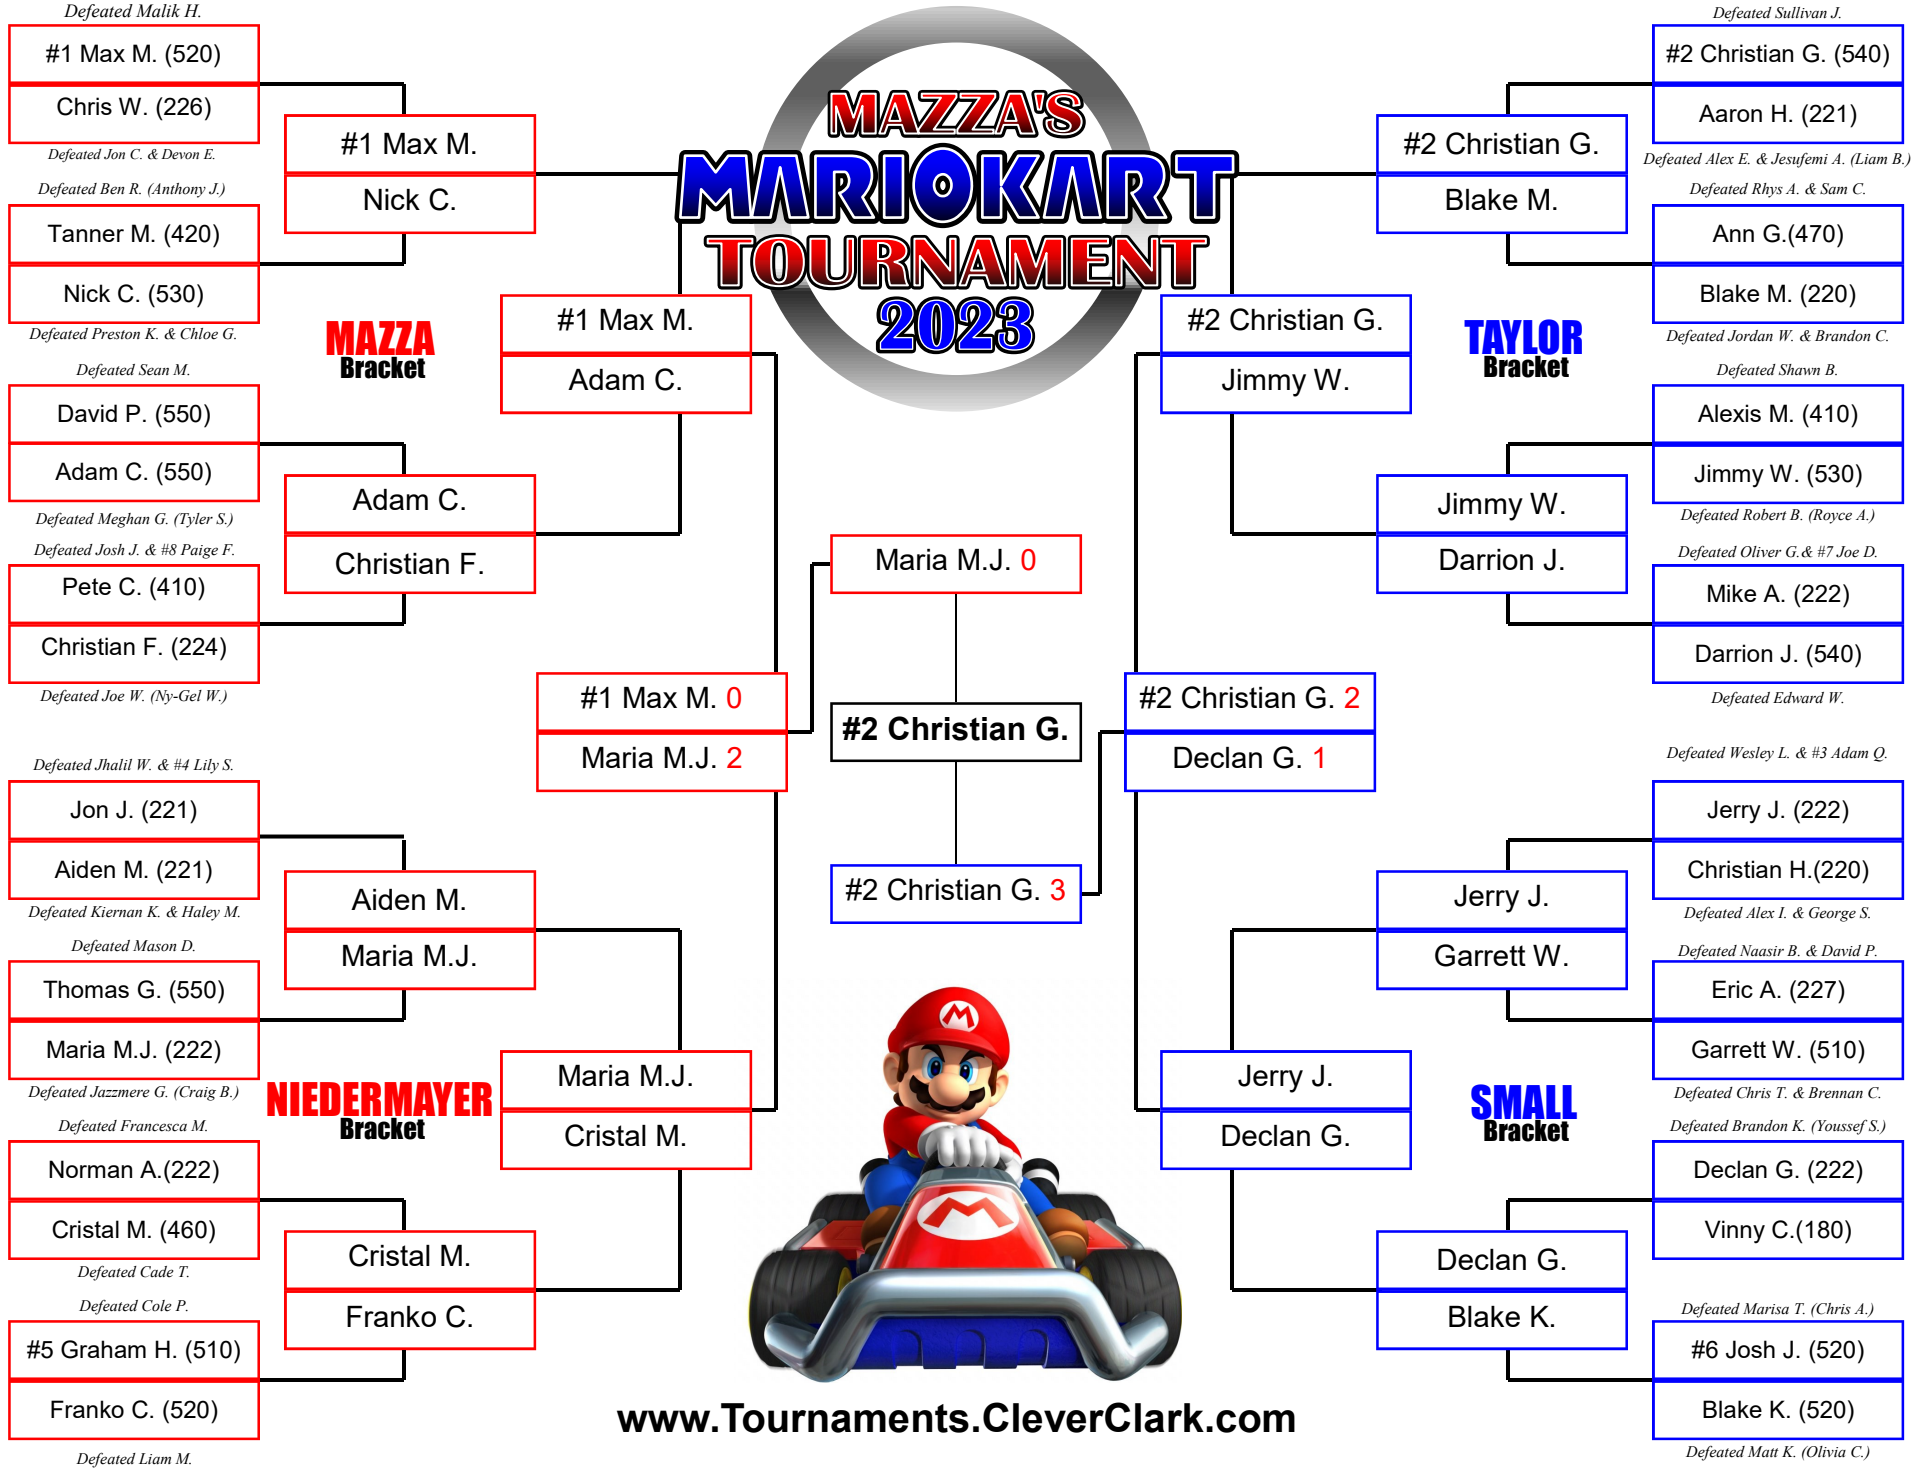 Defeated Malik H.
#1 Max M. (520)
Chris W. (226)
Defeated Jon C. & Devon E.
Defeated Ben R. (Anthony J.)
Tanner M. (420)
Nick C. (530)
Defeated Preston K. & Chloe G.
Defeated Sean M.
David P. (550)
Adam C. (550)
Defeated Meghan G. (Tyler S.)
Defeated Josh J. & #8 Paige F.
Pete C. (410)
Christian F. (224)
Defeated Joe W. (Ny-Gel W.)
Defeated Jhalil W. & #4 Lily S.
Jon J. (221)
Aiden M. (221)
Defeated Kiernan K. & Haley M.
Defeated Mason D.
Thomas G. (550)
Maria M.J. (222)
Defeated Jazzmere G. (Craig B.)
Defeated Francesca M.
Norman A.(222)
Cristal M. (460)
Defeated Cade T.
Defeated Cole P.
#5 Graham H. (510)
Franko C. (520)
Defeated Liam M.
#1 Max M.
Nick C.
MAZZA
Bracket
Adam C.
Christian F.
Aiden M.
Maria M.J.
NIEDERMAYER
Bracket
Cristal M.
Franko C.
#1 Max M.
Adam C.
Maria M.J.
Cristal M.
#1 Max M. 0
Maria M.J. 2
MAZZA'S
MARIOKART
TOURNAMENT
2023
Maria M.J. 0
#2 Christian G.
#2 Christian G. 3
www.Tournaments.CleverClark.com
#2 Christian G. 2
Declan G. 1
#2 Christian G.
Jimmy W.
Jerry J.
Declan G.
#2 Christian G.
Blake M.
TAYLOR
Bracket
Jimmy W.
Darrion J.
Jerry J.
Garrett W.
SMALL
Bracket
Declan G.
Blake K.
Defeated Sullivan J.
#2 Christian G. (540)
Aaron H. (221)
Defeated Alex E. & Jesufemi A. (Liam B.)
Defeated Rhys A. & Sam C.
Ann G.(470)
Blake M. (220)
Defeated Jordan W. & Brandon C.
Defeated Shawn B.
Alexis M. (410)
Jimmy W. (530)
Defeated Robert B. (Royce A.)
Defeated Oliver G.& #7 Joe D.
Mike A. (222)
Darrion J. (540)
Defeated Edward W.
Defeated Wesley L. & #3 Adam Q.
Jerry J. (222)
Christian H.(220)
Defeated Alex I. & George S.
Defeated Naasir B. & David P.
Eric A. (227)
Garrett W. (510)
Defeated Chris T. & Brennan C.
Defeated Brandon K. (Youssef S.)
Declan G. (222)
Vinny C.(180)
Defeated Marisa T. (Chris A.)
#6 Josh J. (520)
Blake K. (520)
Defeated Matt K. (Olivia C.)
M
M